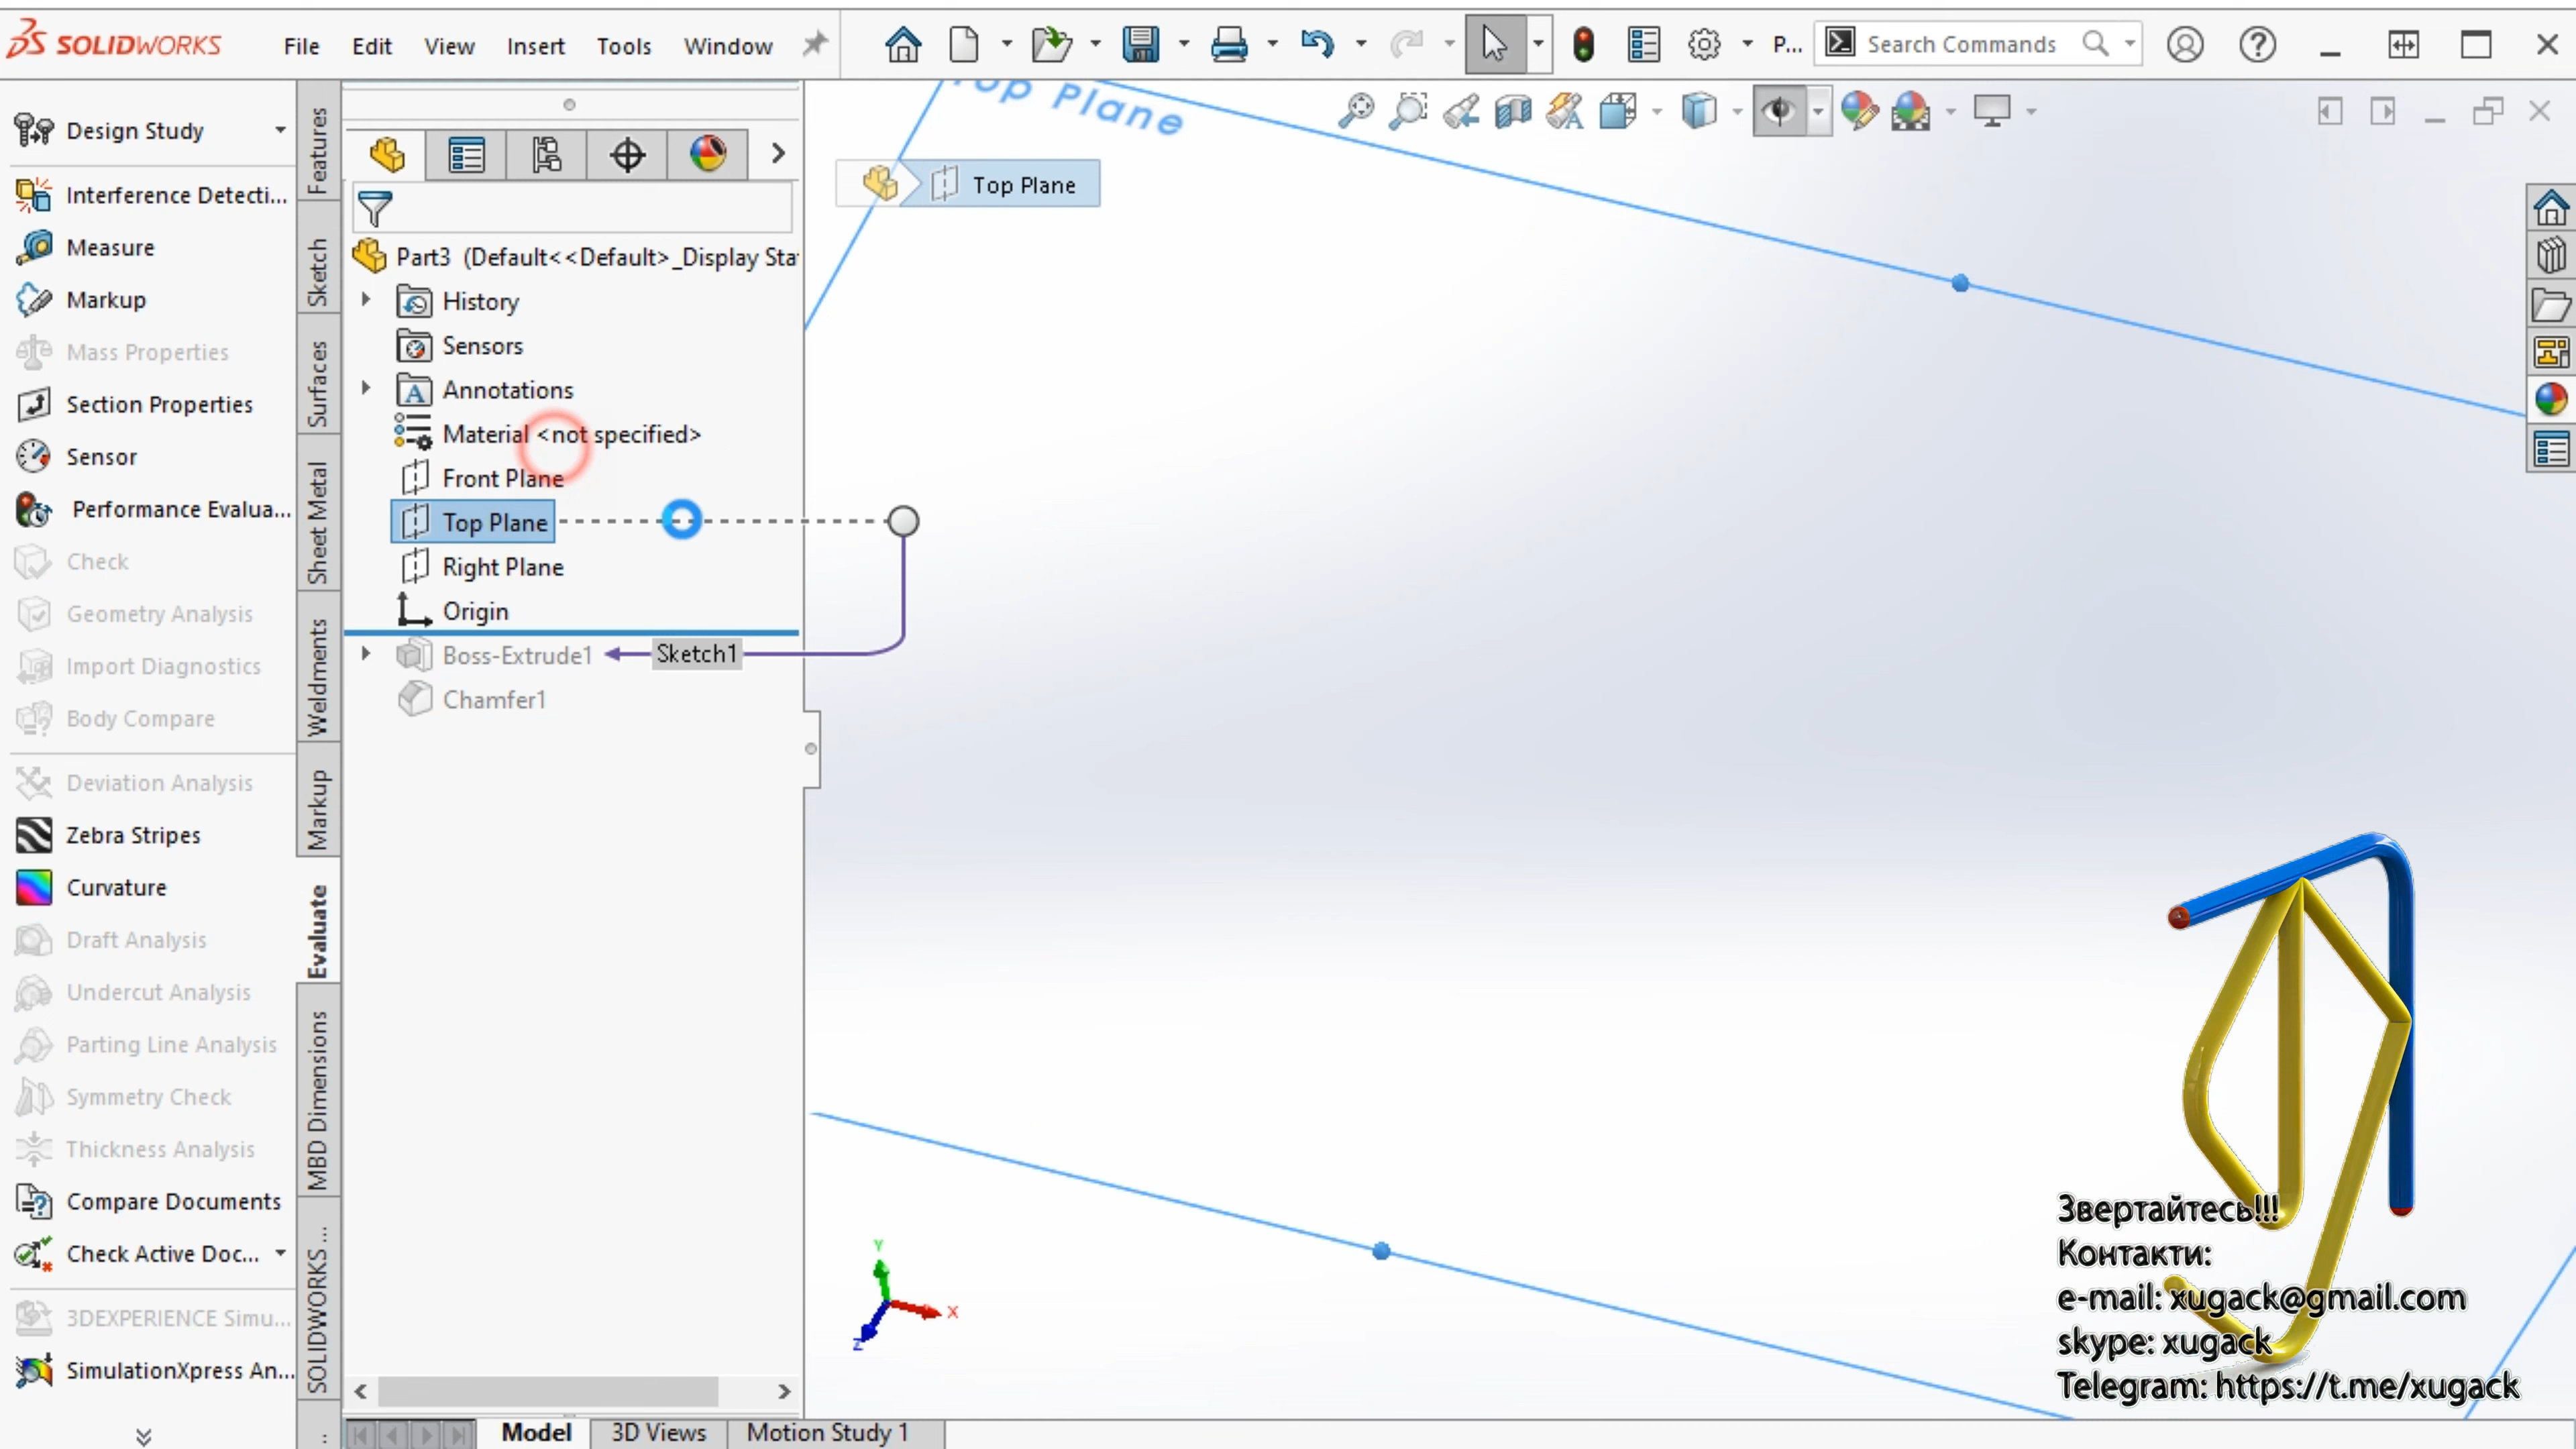 SOLIDWORKS
File Edit View Insert Tools Window
P...
Search Commands
Design Study
Interference Detecti...
Measure
Markup
Mass Properties
Section Properties
Sensor
Performance Evalua...
Check
Geometry Analysis
Import Diagnostics
Body Compare
Deviation Analysis
Zebra Stripes
Curvature
Draft Analysis
Undercut Analysis
Parting Line Analysis
Symmetry Check
Thickness Analysis
Compare Documents
Check Active Doc...
3DEXPERIENCE Simu...
SimulationXpress An...
Features
Sketch
Surfaces
Sheet Metal
Weldments
Markup
Evaluate
MBD Dimensions
SOLIDWORKS ...
Part3 (Default<<Default>_Display Sta
History
Sensors
Annotations
Material <not specified>
Front Plane
Top Plane
Right Plane
Origin
Boss-Extrude1
Sketch1
Chamfer1
Top Plane
Top Plane
Y
X
Z
Звертайтесь!!!
Контакти:
e-mail: xugack@gmail.com
skype: xugack
Telegram: https://t.me/xugack
Model
3D Views
Motion Study 1